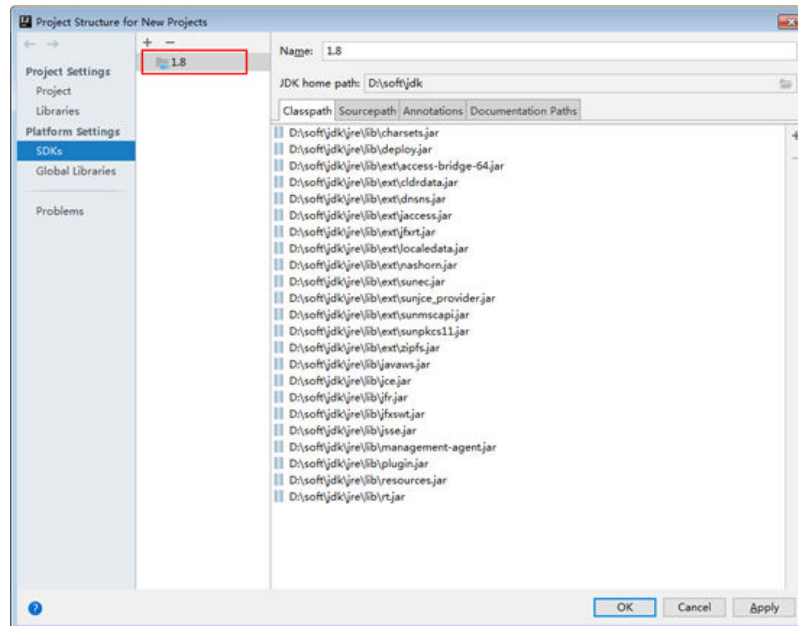 Project Structure for New Projects
Project Settings
Project
Libraries
Platform Settings
SDKs
Global Libraries
Problems
1.8
Name: 1.8
JDK home path: D:\soft\jdk
Classpath Sourcepath Annotations Documentation Paths
D:\soft\jdk\jre\lib\charsets.jar
D:\soft\jdk\jre\lib\deploy.jar
D:\soft\jdk\jre\lib\ext\access-bridge-64.jar
D:\soft\jdk\jre\lib\ext\cldrdata.jar
D:\soft\jdk\jre\lib\ext\dnsns.jar
D:\soft\jdk\jre\lib\ext\jaccess.jar
D:\soft\jdk\jre\lib\ext\jfxrt.jar
D:\soft\jdk\jre\lib\ext\localedata.jar
D:\soft\jdk\jre\lib\ext\nashorn.jar
D:\soft\jdk\jre\lib\ext\sunec.jar
D:\soft\jdk\jre\lib\ext\sunjce_provider.jar
D:\soft\jdk\jre\lib\ext\sunmscapi.jar
D:\soft\jdk\jre\lib\ext\sunpkcs11.jar
D:\soft\jdk\jre\lib\ext\zipfs.jar
D:\soft\jdk\jre\lib\javaws.jar
D:\soft\jdk\jre\lib\jce.jar
D:\soft\jdk\jre\lib\jfr.jar
D:\soft\jdk\jre\lib\jfxswt.jar
D:\soft\jdk\jre\lib\jsse.jar
D:\soft\jdk\jre\lib\management-agent.jar
D:\soft\jdk\jre\lib\plugin.jar
D:\soft\jdk\jre\lib\resources.jar
D:\soft\jdk\jre\lib\rt.jar
OK Cancel Apply